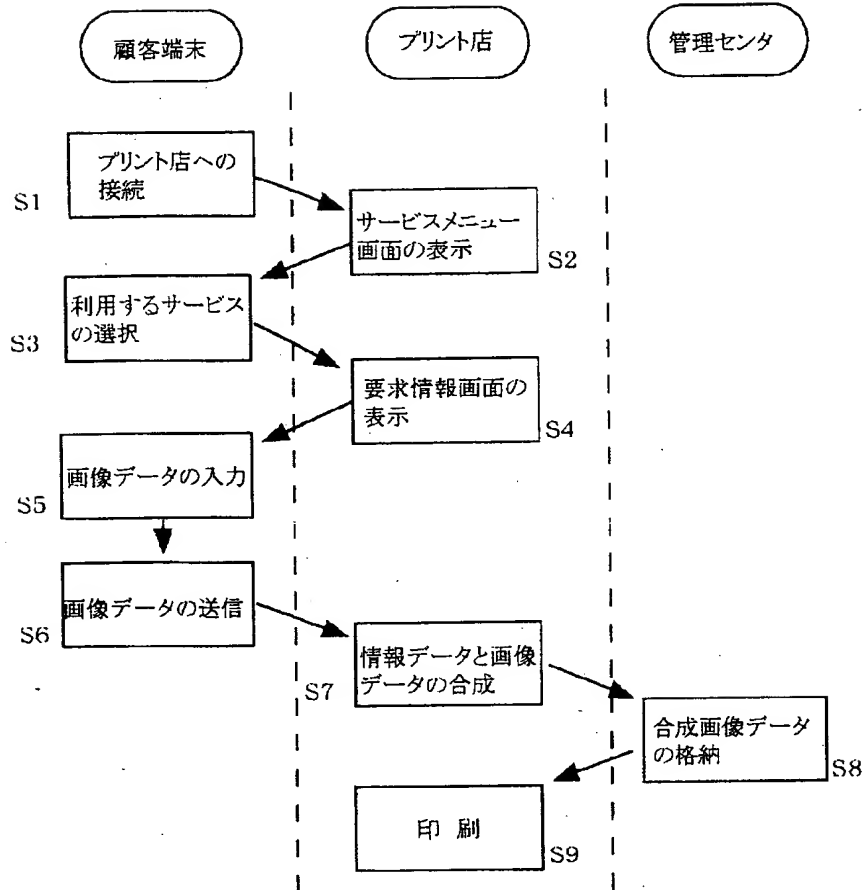 顧客端末
プリント店
管理センタ
プリント店への
接続
S1
サービスメニュー
画面の表示
S2
利用するサービス
の選択
S3
要求情報画面の
表示
S4
画像データの入力
S5
画像データの送信
S6
情報データと画像
データの合成
S7
合成画像データ
の格納
S8
印 刷
S9